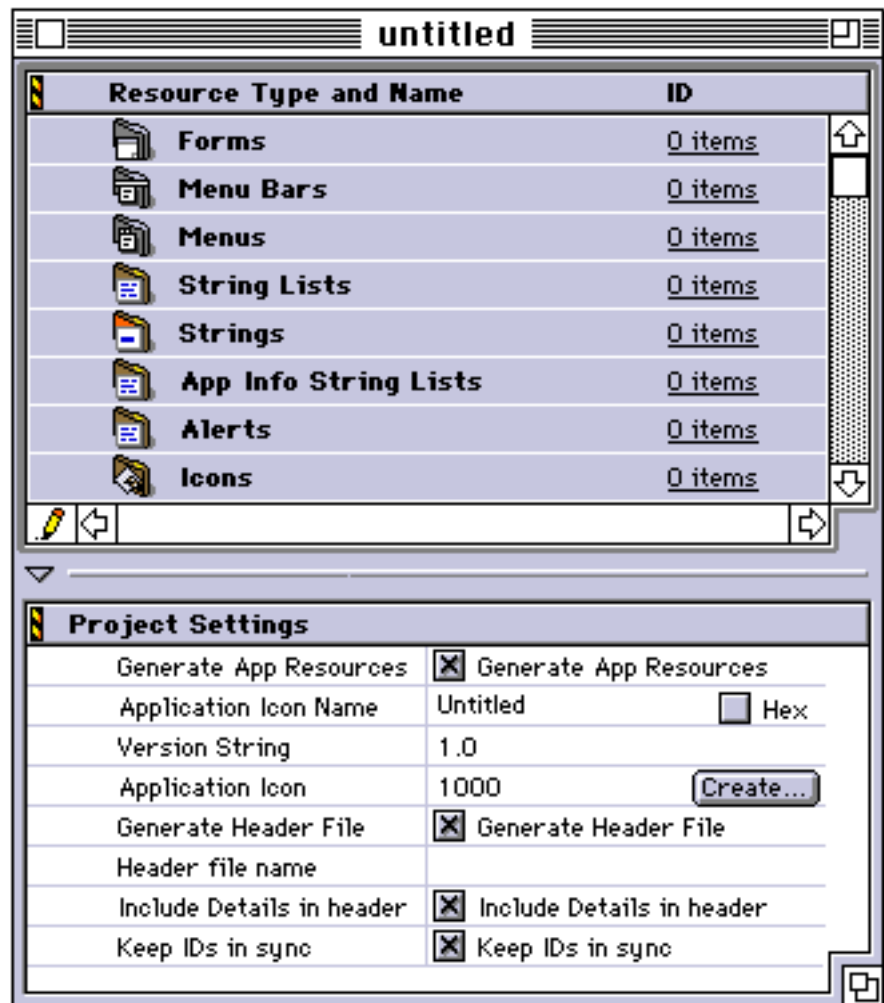 untitled
Resource Type and Name ID
Forms 0 items
Menu Bars 0 items
Menus 0 items
String Lists 0 items
Strings 0 items
App Info String Lists 0 items
Alerts 0 items
Icons 0 items
Project Settings
Generate App Resources Generate App Resources
Application Icon Name Untitled Hex
Version String 1.0
Application Icon 1000 Create...
Generate Header File Generate Header File
Header file name
Include Details in header Include Details in header
Keep IDs in sync Keep IDs in sync